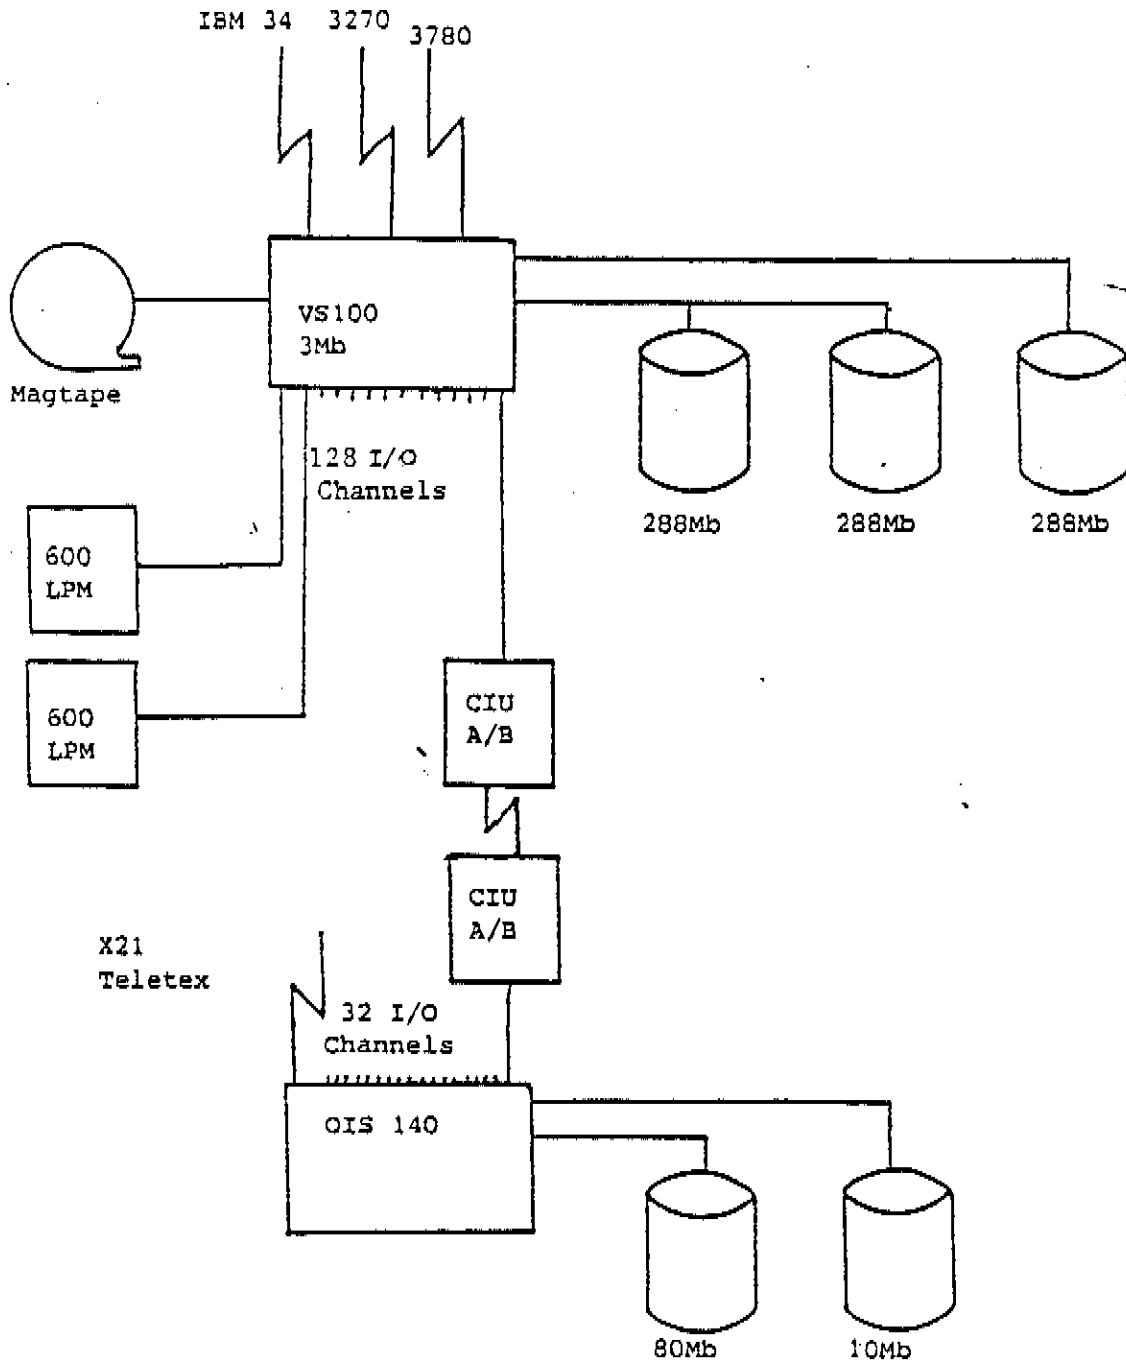 IBM 34
3270
3780
VS100
3Mb
Magtape
128 I/O
Channels
288Mb
288Mb
288Mb
600
LPM
600
LPM
CIU
A/B
CIU
A/B
X21
Teletex
32 I/O
Channels
OIS 140
80Mb
10Mb